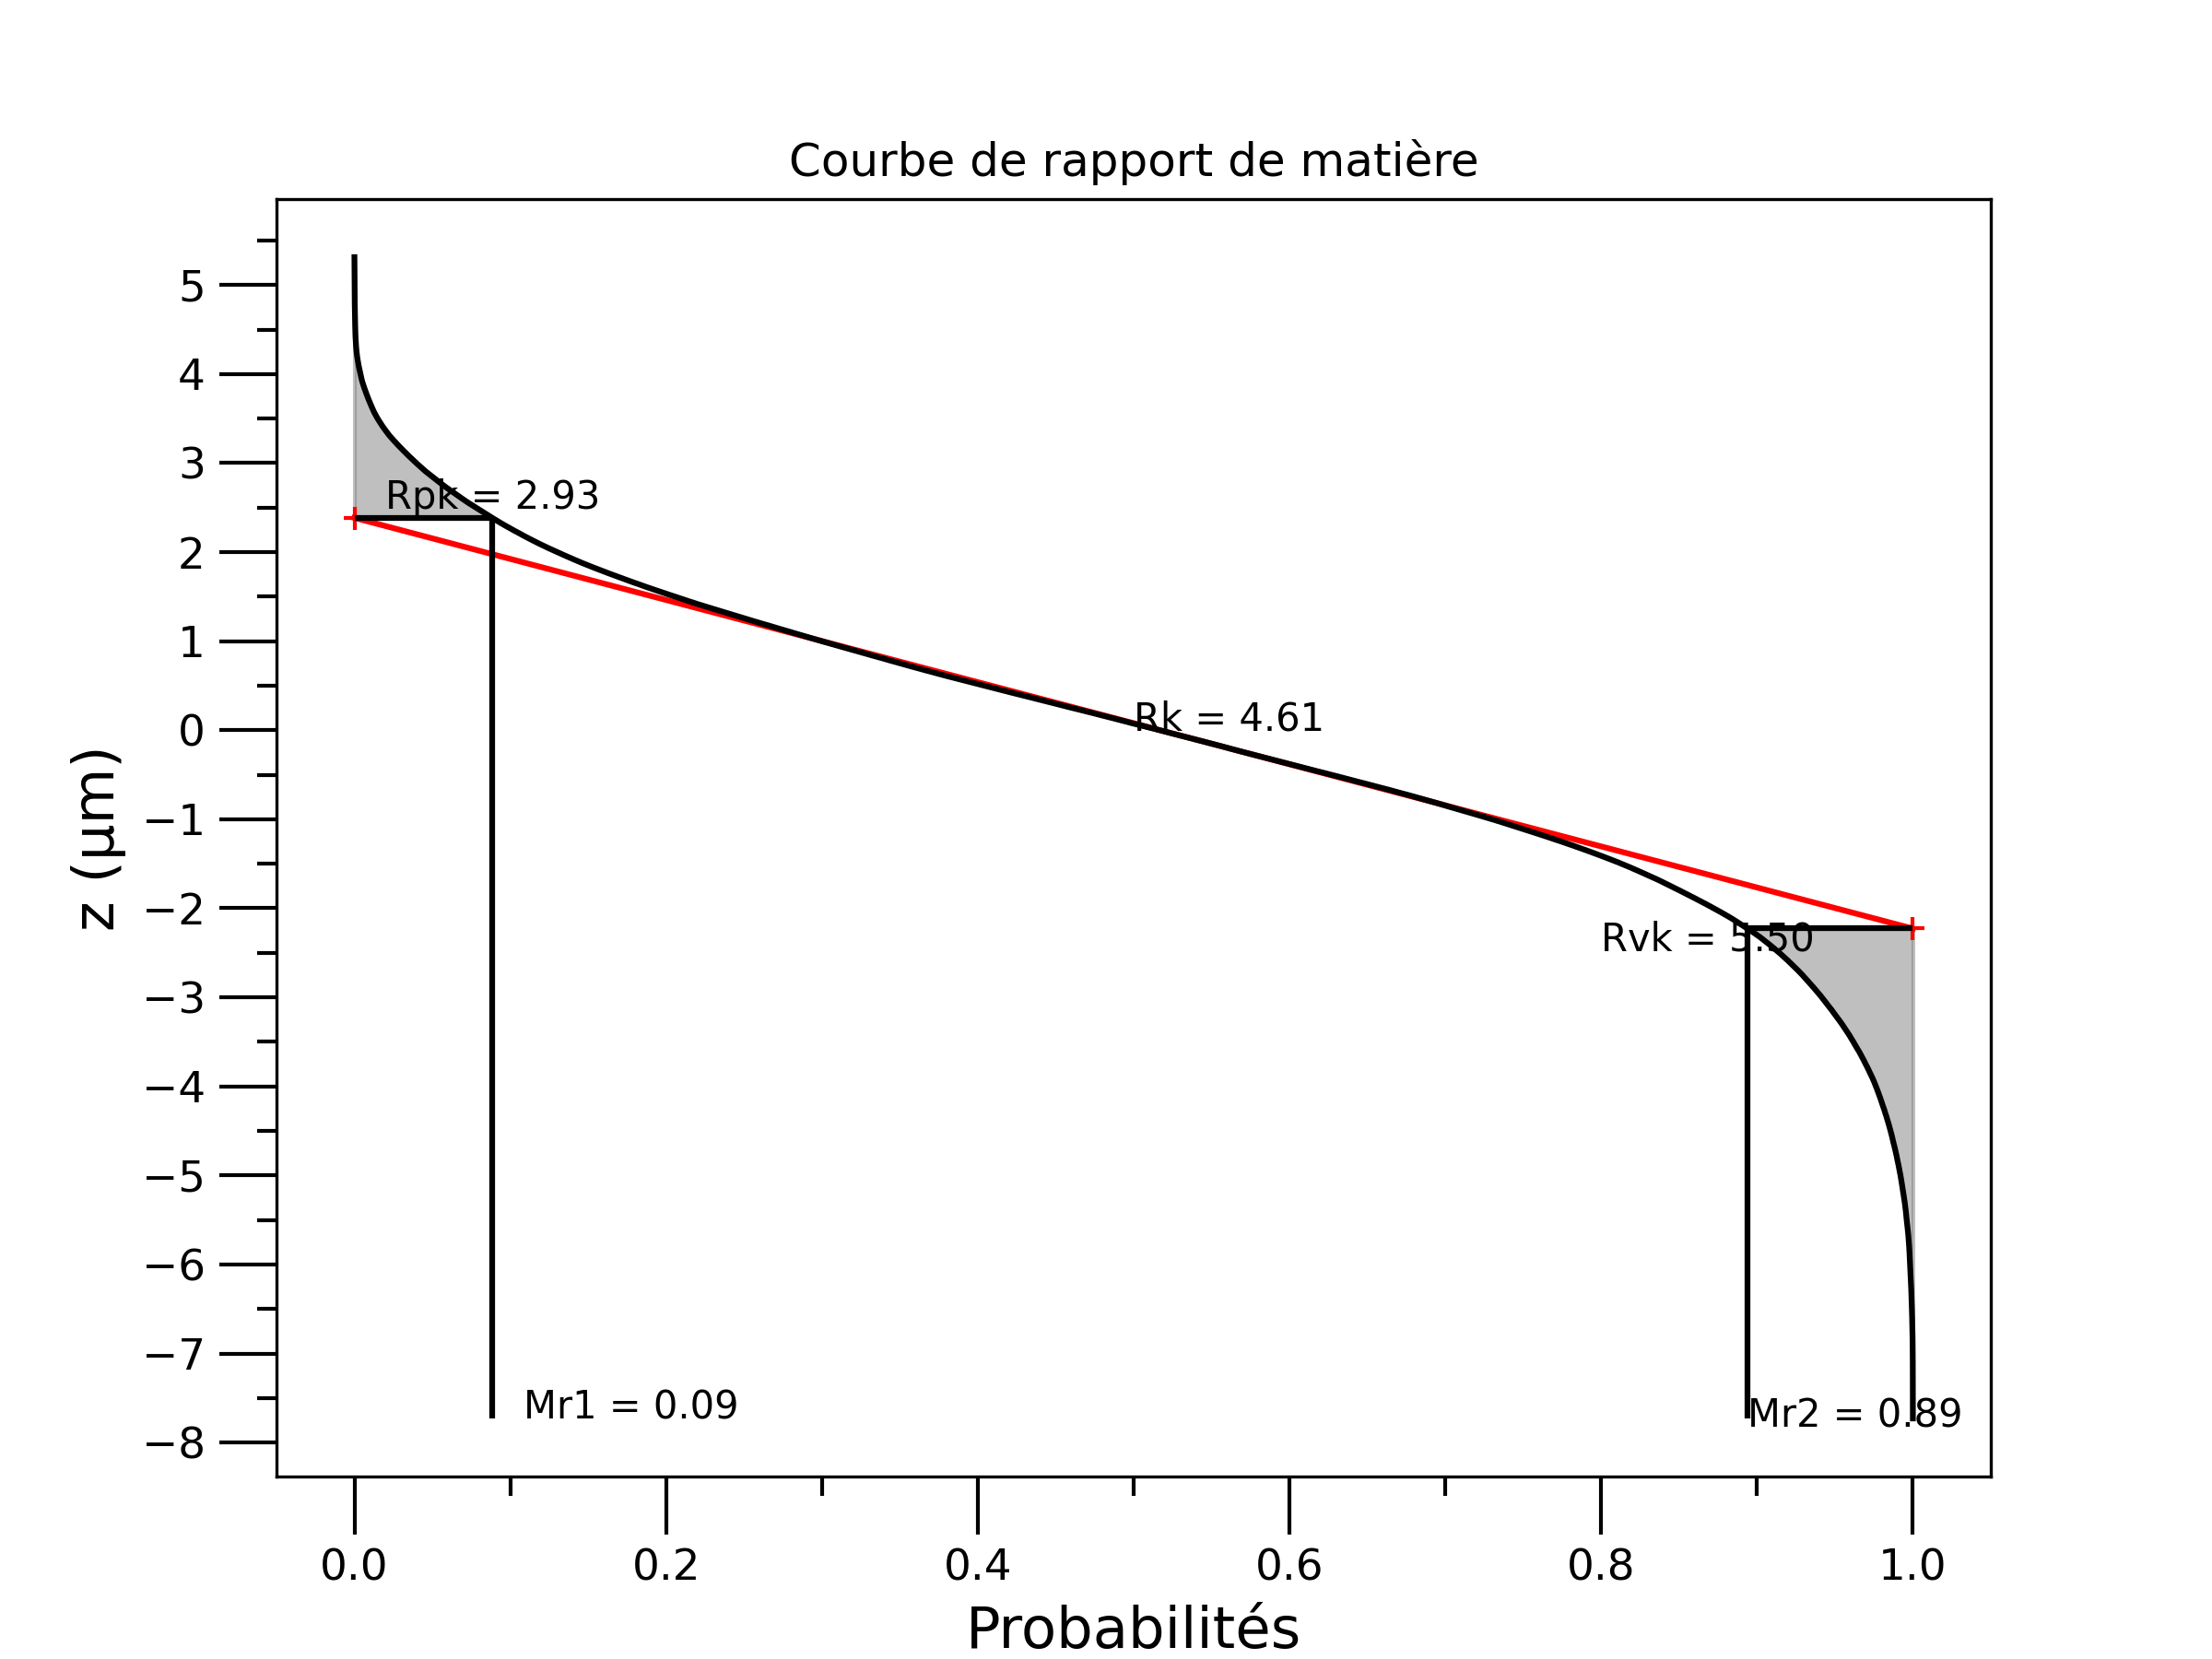 Courbe de rapport de matière
5
4
3
2
1
0
−1
−2
−3
−4
−5
−6
−7
−8
z (µm)
Rpk = 2.93
Rk = 4.61
Rvk = 5.50
Mr1 = 0.09
Mr2 = 0.89
0.0 0.2 0.4 0.6 0.8 1.0
Probabilités